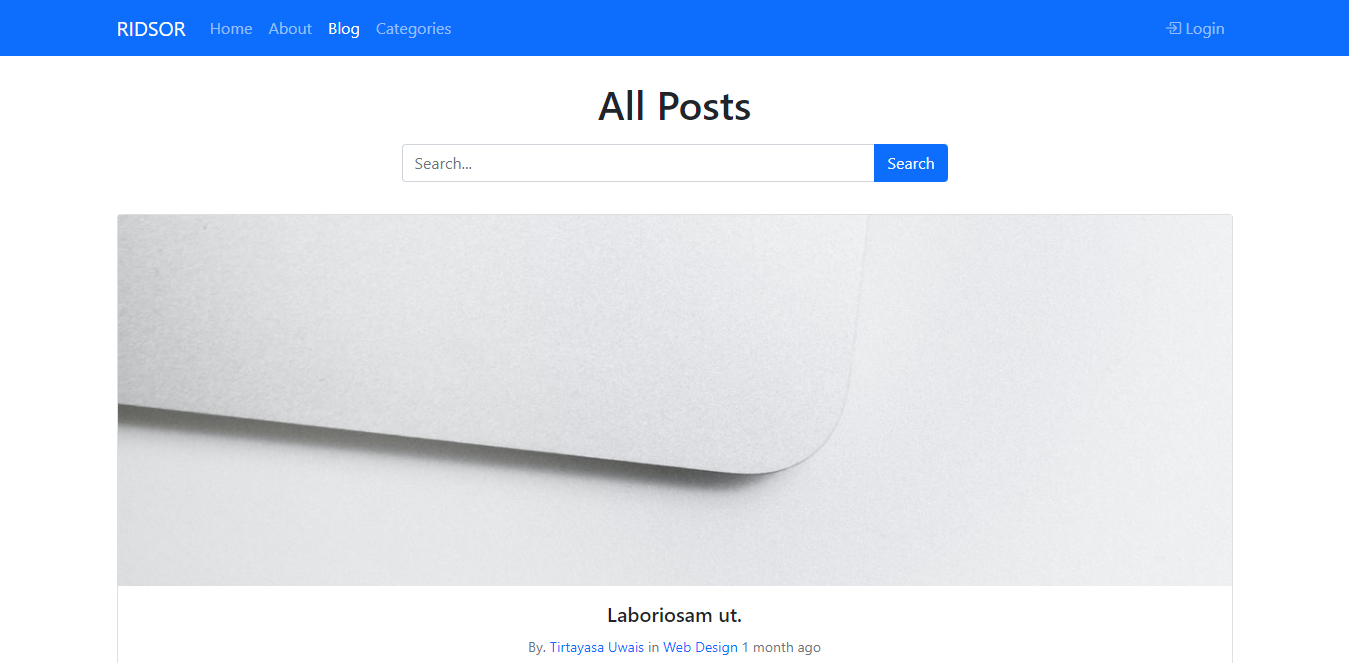 RIDSOR Home About Blog Categories Login
All Posts
Search... Search
Laboriosam ut.
By. Tirtayasa Uwais in Web Design 1 month ago